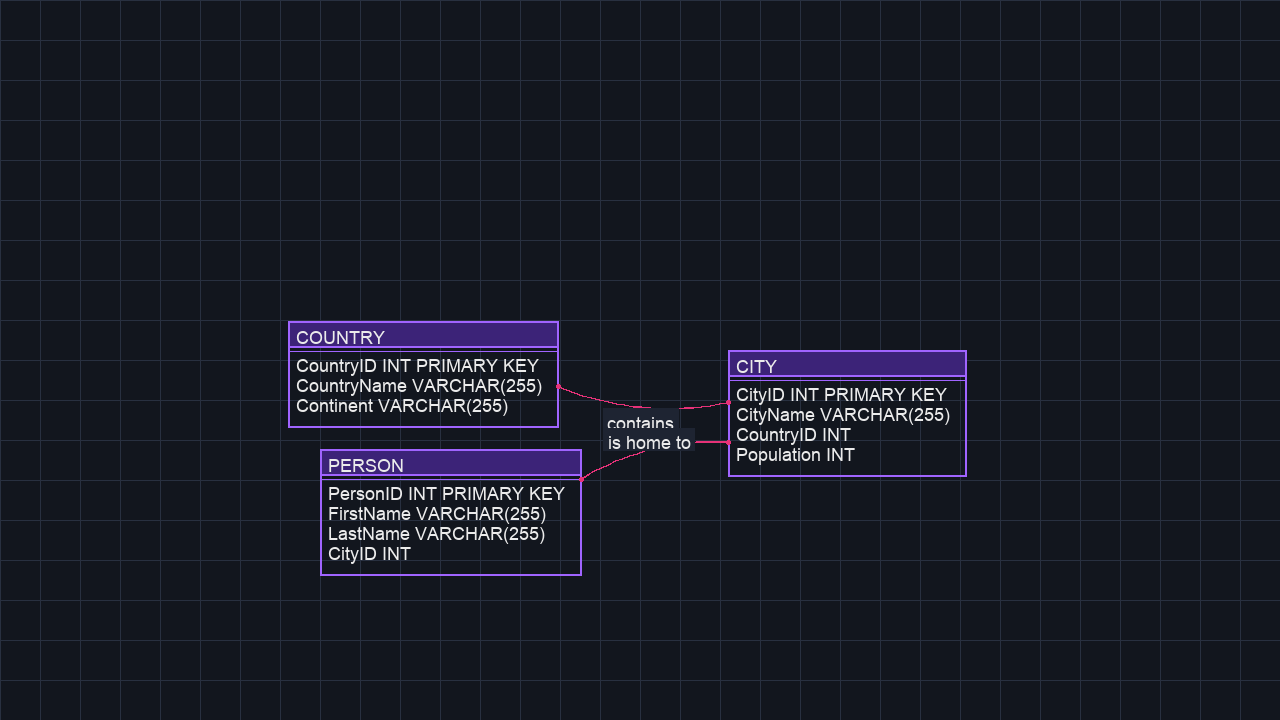 COUNTRY
CountryID INT PRIMARY KEY
CountryName VARCHAR(255)
Continent VARCHAR(255)
CITY
CityID INT PRIMARY KEY
CityName VARCHAR(255)
CountryID INT
Population INT
contains
is home to
PERSON
PersonID INT PRIMARY KEY
FirstName VARCHAR(255)
LastName VARCHAR(255)
CityID INT